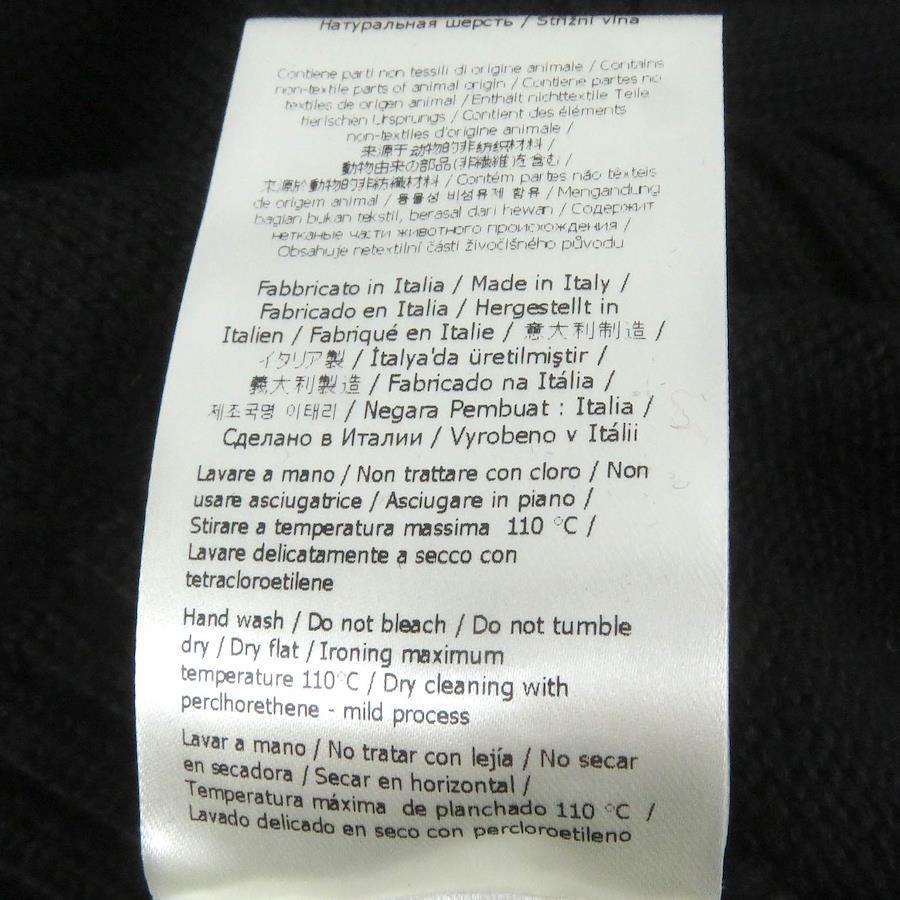 Натуральная шерсть / Střižní vlna
Contiene parti non tessili di origine animale / Contains
non-textile parts of animal origin / Contiene partes no
textiles de origen animal / Enthält nichttextile Teile
tierischen Ursprungs / Contient des éléments
non-textiles d'origine animale /
来源于动物的非纺织材料 /
動物由来の部品(非繊維)を含む /
來源於動物的非紡織材料 / Contém partes não têxteis
de origem animal / 동물성 비섬유제 함유 / Mengandung
bagian bukan tekstil, berasal dari hewan / Содержит
нетканые части животного происхождения /
Obsahuje netextilní části živočišného původu
Fabbricato in Italia / Made in Italy /
Fabricado en Italia / Hergestellt in
Italien / Fabriqué en Italie / 意大利制造 /
イタリア製 / İtalya'da üretilmiştir /
義大利製造 / Fabricado na Itália /
제조국명 이태리 / Negara Pembuat : Italia /
Сделано в Италии / Vyrobeno v Itálii
Lavare a mano / Non trattare con cloro / Non
usare asciugatrice / Asciugare in piano /
Stirare a temperatura massima 110 °C /
Lavare delicatamente a secco con
tetracloroetilene
Hand wash / Do not bleach / Do not tumble
dry / Dry flat / Ironing maximum
temperature 110°C / Dry cleaning with
perclhorethene - mild process
Lavar a mano / No tratar con lejía / No secar
en secadora / Secar en horizontal /
Temperatura máxima de planchado 110 °C /
Lavado delicado en seco con percloroetileno